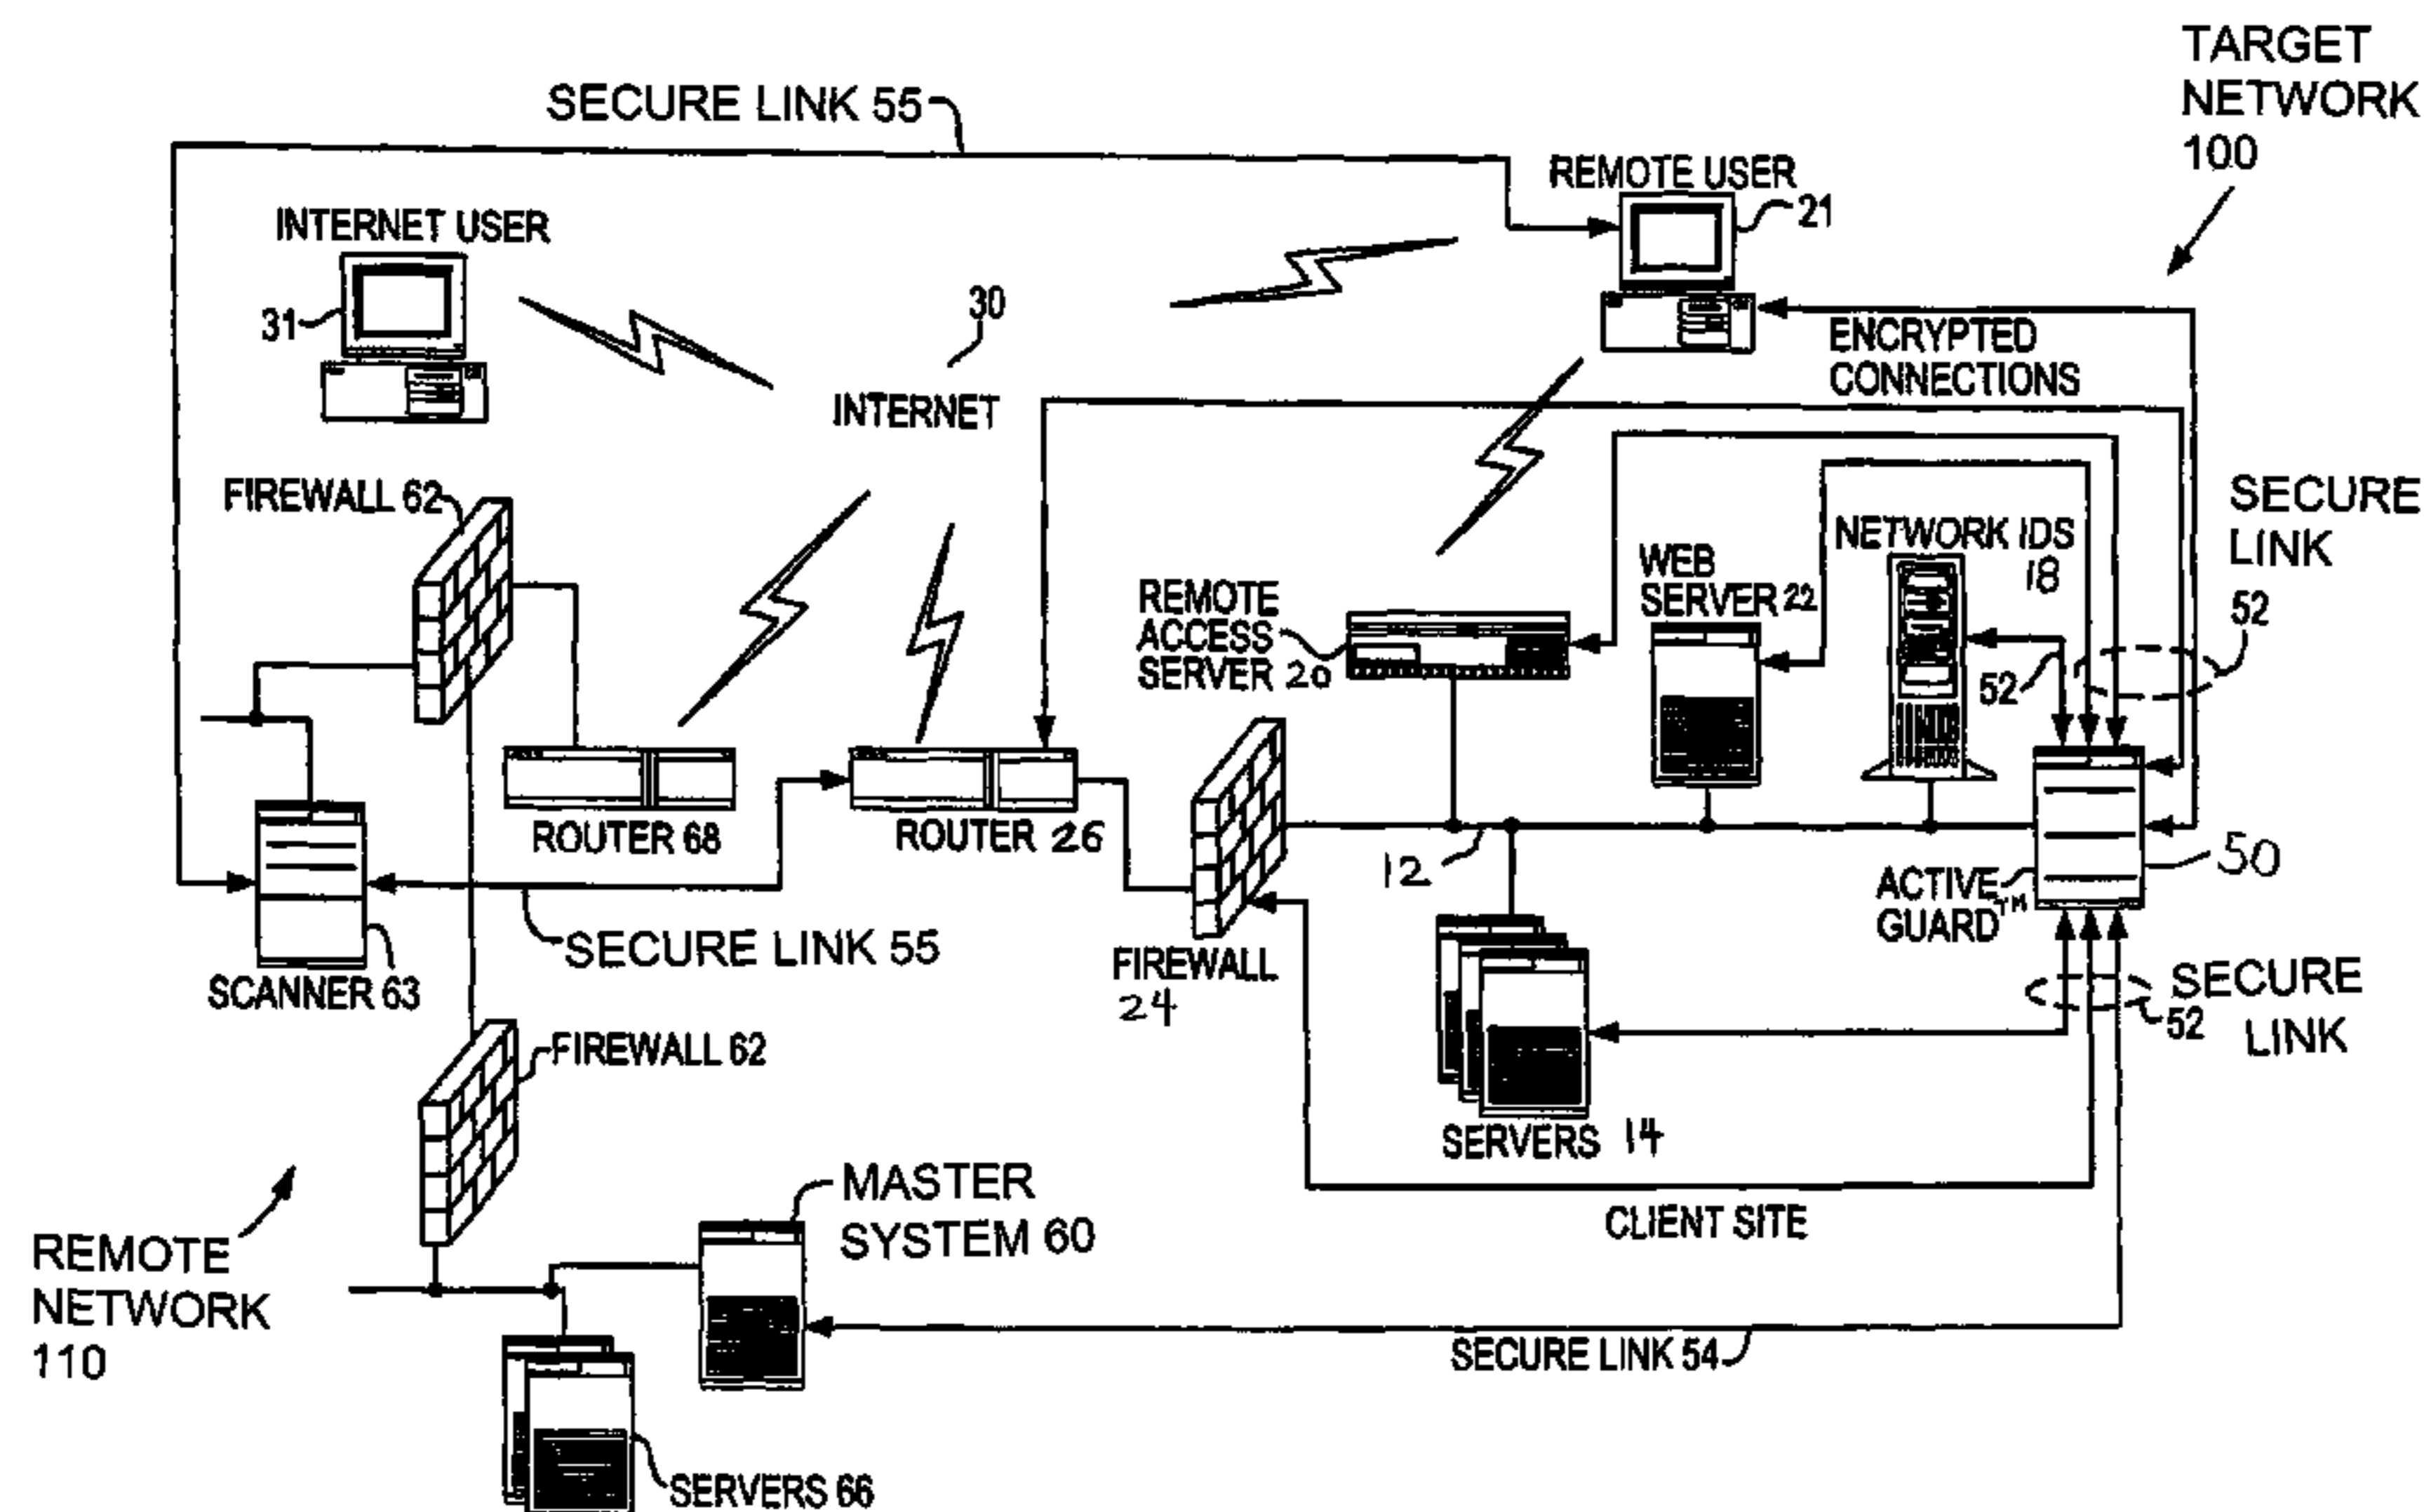 TARGET
NETWORK
100
SECURE LINK 55
REMOTE USER
21
INTERNET USER
31
30
INTERNET
ENCRYPTED
CONNECTIONS
FIREWALL 62
SECURE
LINK
52
NETWORK IDS
18
WEB
SERVER 22
REMOTE
ACCESS
SERVER 20
52
ROUTER 68
ROUTER 26
12
50
ACTIVE
GUARD™
SECURE LINK 55
SCANNER 63
FIREWALL
24
SECURE
LINK
52
FIREWALL 62
SERVERS 14
MASTER
SYSTEM 60
CLIENT SITE
REMOTE
NETWORK
110
SECURE LINK 54
SERVERS 66